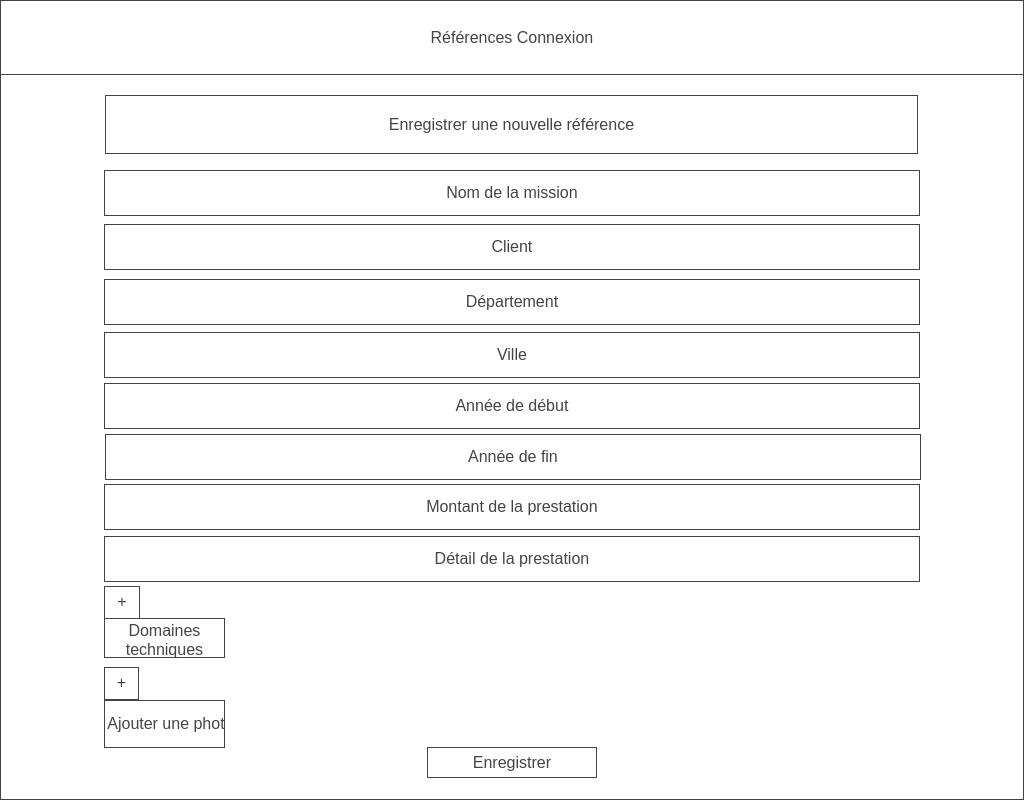 Références Connexion
Enregistrer une nouvelle référence
Nom de la mission
Client
Département
Ville
Année de début
Année de fin
Montant de la prestation
Détail de la prestation
+
Domaines
techniques
+
Ajouter une phot
Enregistrer